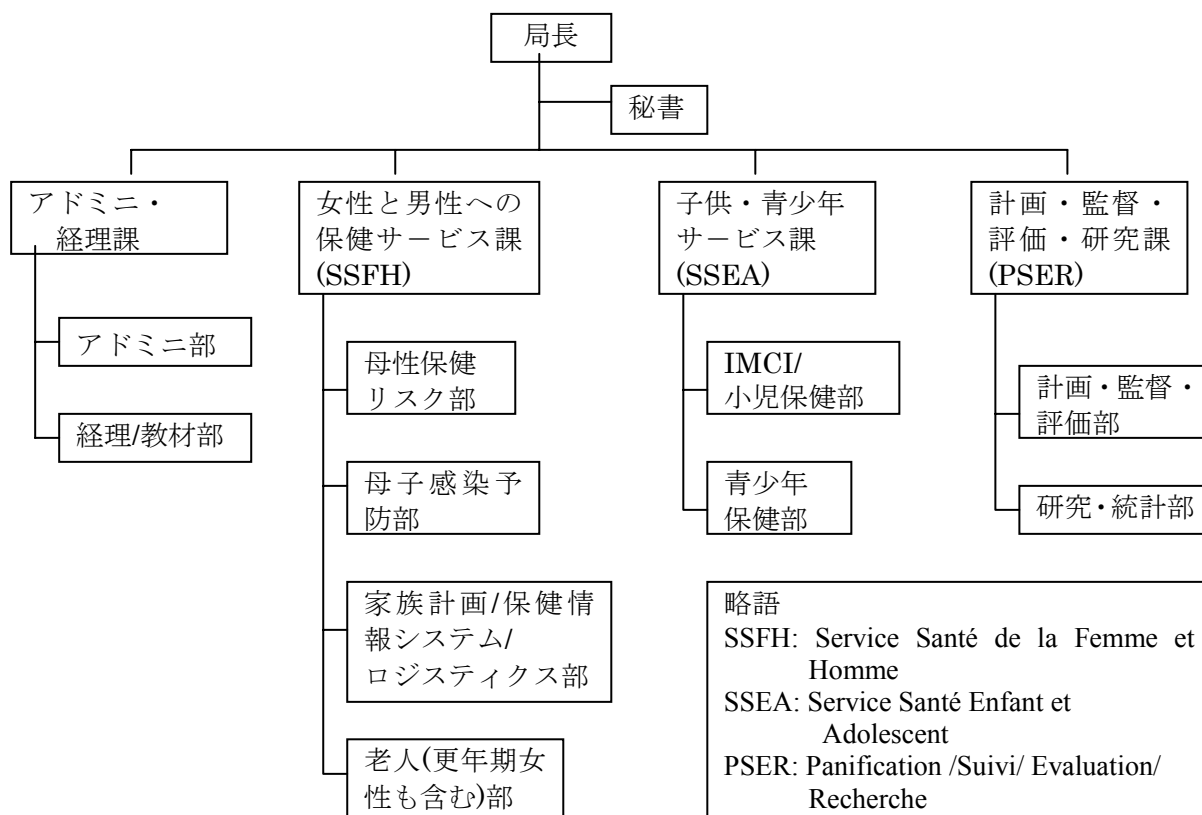 局長
秘書
アドミニ・
経理課
アドミニ部
経理/教材部
女性と男性への
保健サービス課
(SSFH)
母性保健
リスク部
母子感染予
防部
家族計画/保健情
報システム/
ロジスティクス部
老人(更年期女
性も含む)部
子供・青少年
サービス課
(SSEA)
IMCI/
小児保健部
青少年
保健部
計画・監督・
評価・研究課
(PSER)
計画・監督・
評価部
研究・統計部
略語
SSFH: Service Santé de la Femme et
Homme
SSEA: Service Santé Enfant et
Adolescent
PSER: Panification /Suivi/ Evaluation/
Recherche